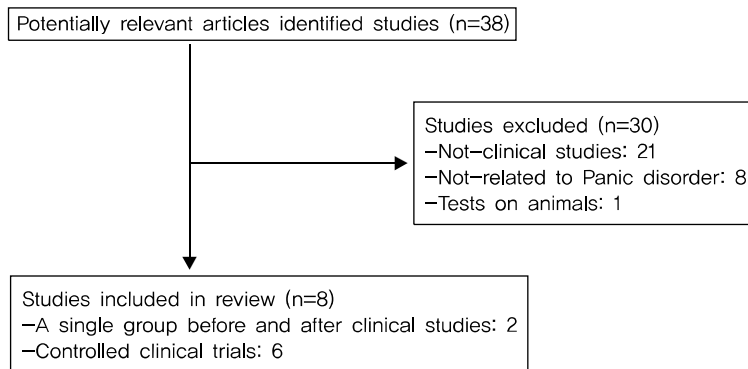 Potentially relevant articles identified studies (n=38)
Studies excluded (n=30)
−Not−clinical studies: 21
−Not−related to Panic disorder: 8
−Tests on animals: 1
Studies included in review (n=8)
−A single group before and after clinical studies: 2
−Controlled clinical trials: 6